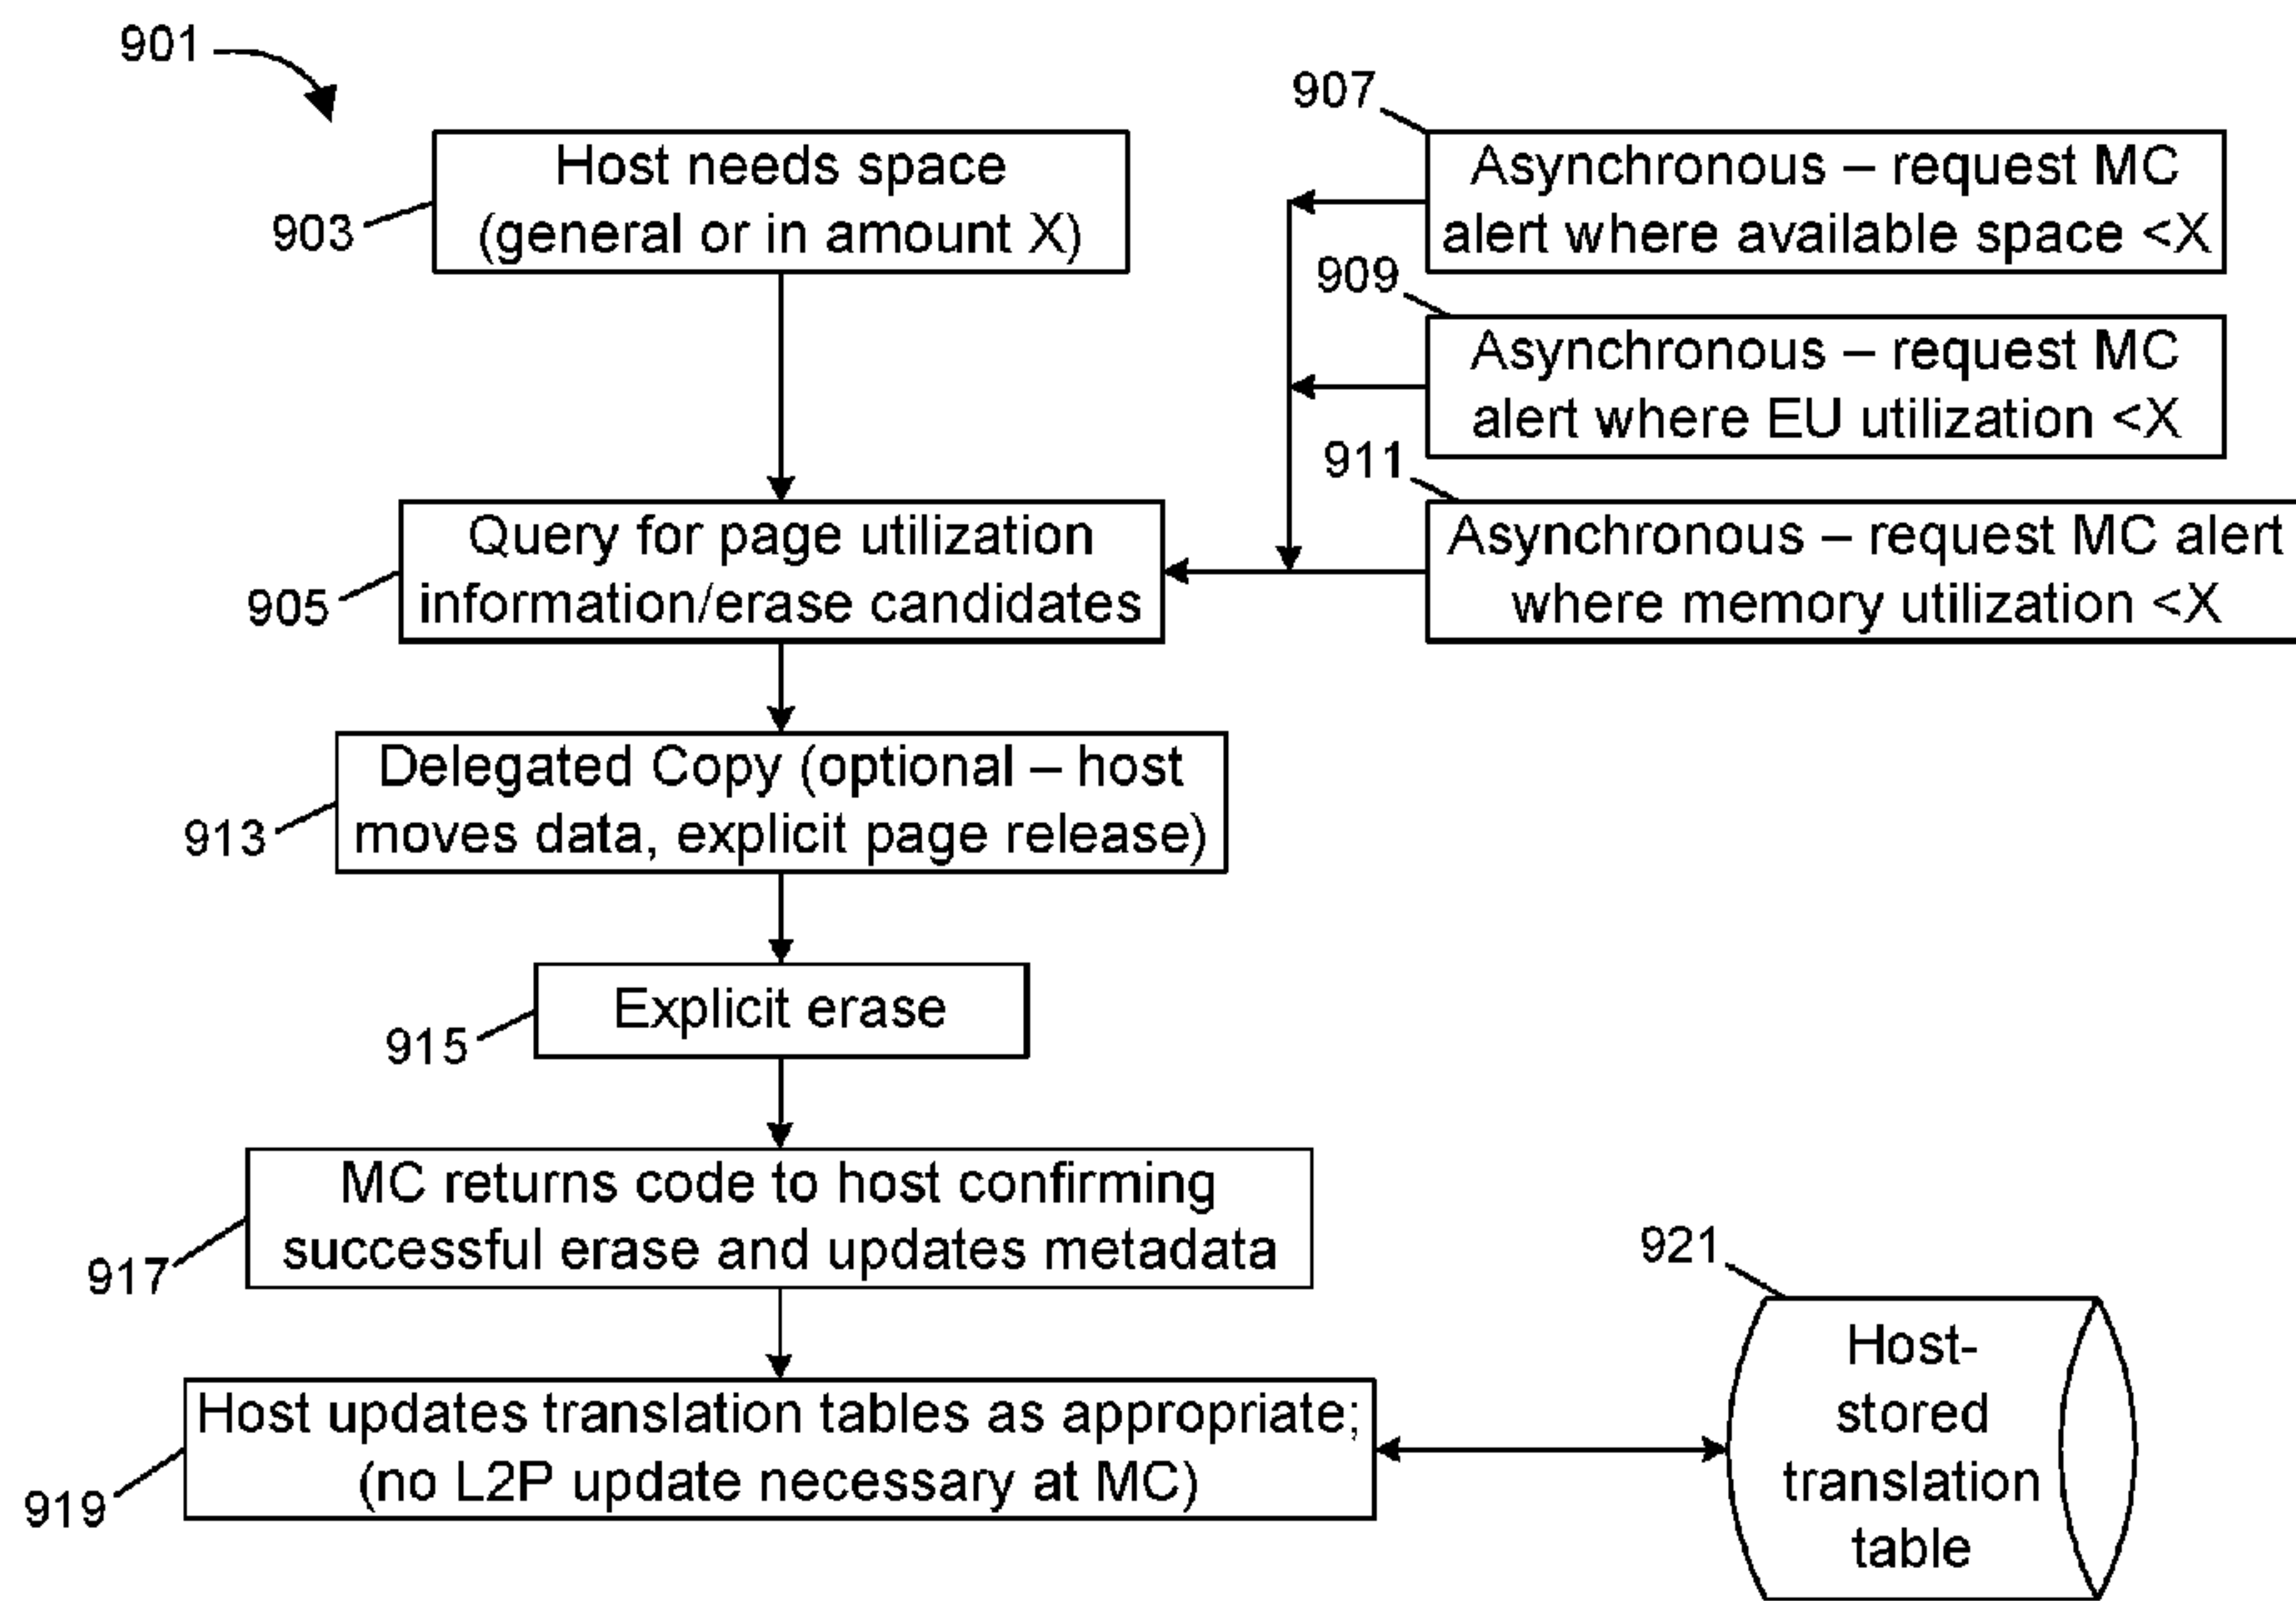 901
903
Host needs space
(general or in amount X)
907
Asynchronous – request MC
alert where available space <X
909
Asynchronous – request MC
alert where EU utilization <X
911
Asynchronous – request MC alert
where memory utilization <X
905
Query for page utilization
information/erase candidates
913
Delegated Copy (optional – host
moves data, explicit page release)
915
Explicit erase
917
MC returns code to host confirming
successful erase and updates metadata
919
Host updates translation tables as appropriate;
(no L2P update necessary at MC)
921
Host-
stored
translation
table